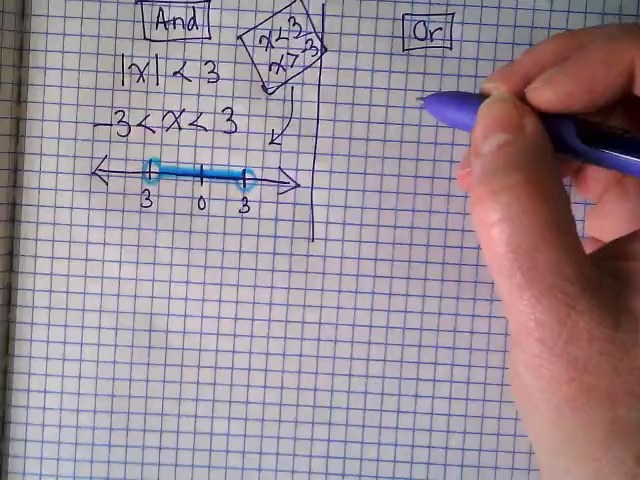 And
x < 3
x > -3
|x| < 3
-3 < x < 3
3 0 3
Or